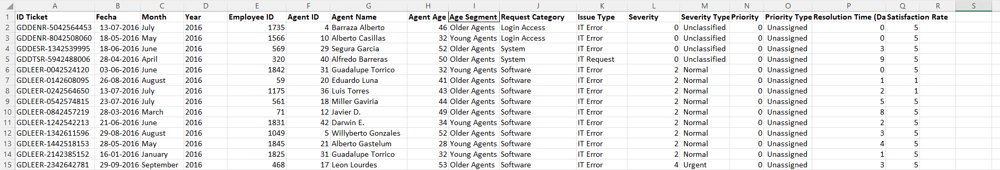 A B C D E F G H I J K L M N O P Q R S
1 ID Ticket Fecha Month Year Employee ID Agent ID Agent Name Agent Age Age Segment Request Category Issue Type Severity Severity Type Priority Priority Type Resolution Time (Da Satisfaction Rate
2 GDDENR-5042564453 13-07-2016 July 2016 1735 4 Barraza Alberto 46 Older Agents Login Access IT Error 0 Unclassified 0 Unassigned 0 5
3 GDDENR-8042508060 18-05-2016 May 2016 1566 10 Alberto Casillas 32 Young Agents Login Access IT Error 0 Unclassified 0 Unassigned 0 5
4 GDDESR-1342539995 18-06-2016 June 2016 569 29 Segura Garcia 52 Older Agents System IT Error 0 Unclassified 0 Unassigned 3 5
5 GDDTSR-5942488006 28-04-2016 April 2016 320 40 Alfredo Barreras 50 Older Agents System IT Request 0 Unclassified 0 Unassigned 9 5
6 GDLEER-0042524120 03-06-2016 June 2016 1842 31 Guadalupe Torrico 32 Young Agents Software IT Error 2 Normal 0 Unassigned 0 5
7 GDLEER-0142608095 26-08-2016 August 2016 59 20 Eduardo Luna 41 Older Agents Software IT Error 2 Normal 0 Unassigned 1 1
8 GDLEER-0242564650 13-07-2016 July 2016 1175 36 Luis Torres 43 Older Agents Software IT Error 2 Normal 0 Unassigned 2 1
9 GDLEER-0542574815 23-07-2016 July 2016 561 18 Miller Gaviria 44 Older Agents Software IT Error 2 Normal 0 Unassigned 5 5
10 GDLEER-0842457219 28-03-2016 March 2016 71 12 Javier D. 49 Older Agents Software IT Error 2 Normal 0 Unassigned 8 5
11 GDLEER-1242542213 21-06-2016 June 2016 1831 42 Darwin E. 34 Young Agents Software IT Error 2 Normal 0 Unassigned 2 5
12 GDLEER-1342611596 29-08-2016 August 2016 1049 5 Willyberto Gonzales 52 Older Agents Software IT Error 2 Normal 0 Unassigned 3 5
13 GDLEER-1442518153 28-05-2016 May 2016 1845 21 Alberto Gastelum 28 Young Agents Software IT Error 2 Normal 0 Unassigned 4 5
14 GDLEER-2142385152 16-01-2016 January 2016 1825 31 Guadalupe Torrico 32 Young Agents Software IT Error 2 Normal 0 Unassigned 1 5
15 GDLEER-2342642781 29-09-2016 September 2016 468 17 Leon Lourdes 53 Older Agents Software IT Error 4 Urgent 0 Unassigned 3 5